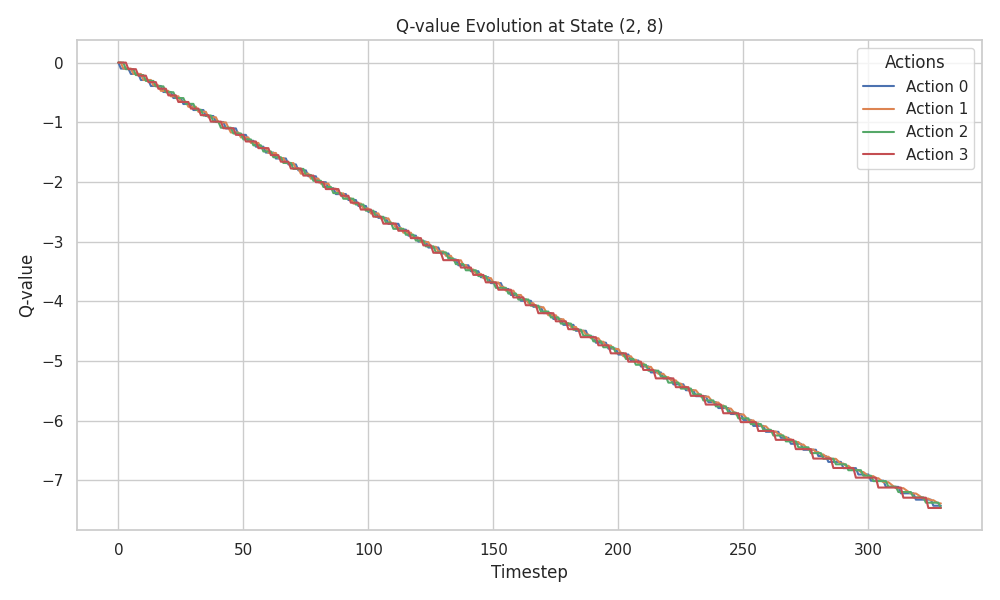 Q-value Evolution at State (2, 8)
Actions
Action 0
Action 1
Action 2
Action 3
Q-value
0
−1
−2
−3
−4
−5
−6
−7
0 50 100 150 200 250 300
Timestep